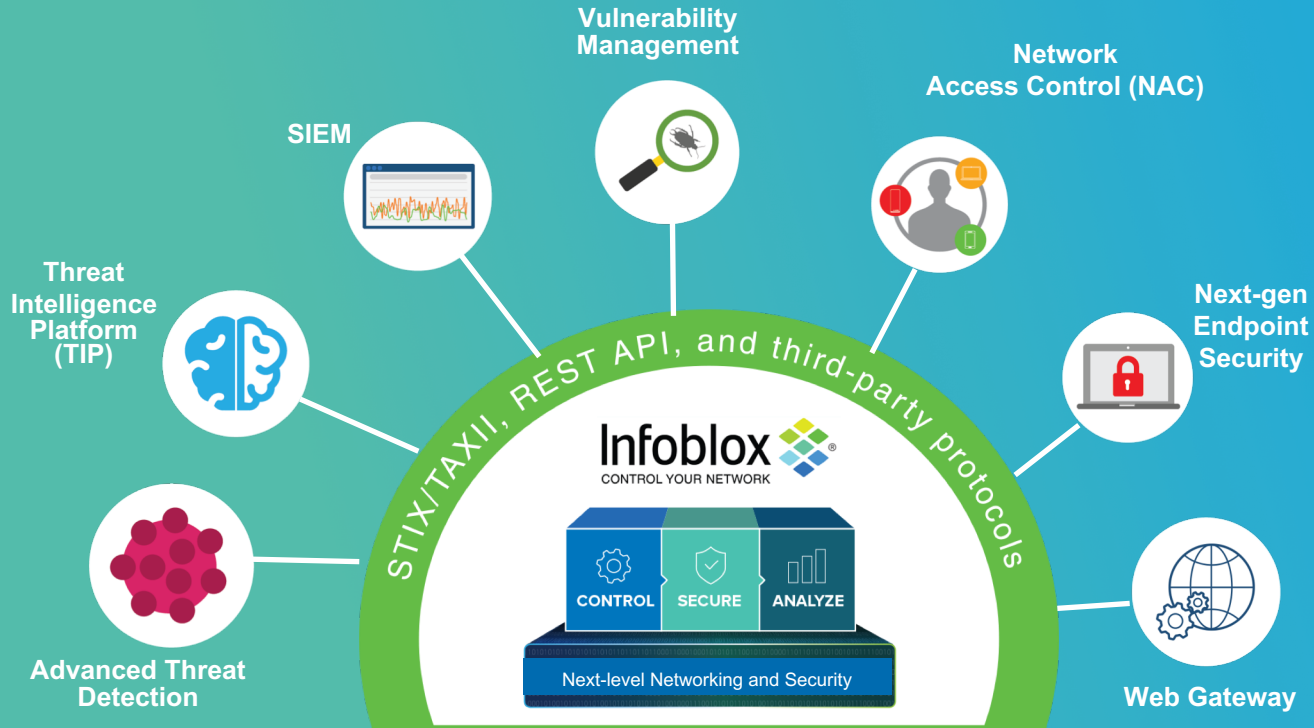 Vulnerability
Management
Network
Access Control (NAC)
SIEM
Threat
Intelligence
Platform
(TIP)
Next-gen
Endpoint
Security
STIX/TAXII, REST API, and third-party protocols
Infoblox
®
CONTROL YOUR NETWORK
CONTROL
SECURE
ANALYZE
Next-level Networking and Security
Advanced Threat
Detection
Web Gateway